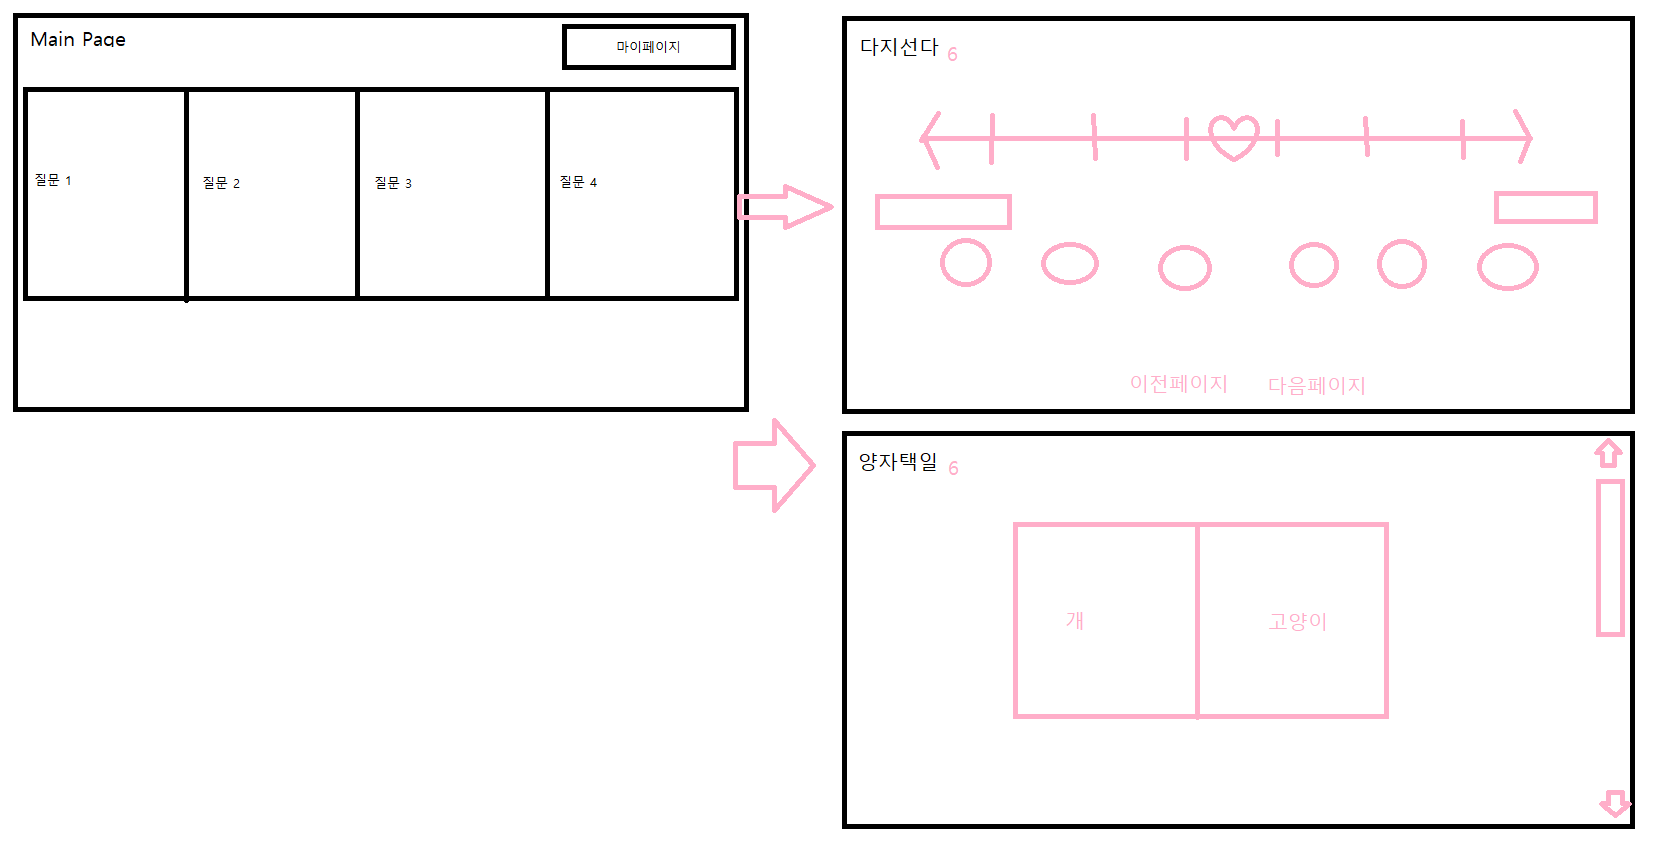 Main Page
마이페이지
질문 1
질문 2
질문 3
질문 4
다지선다 6
이전페이지 다음페이지
양자택일 6
개
고양이